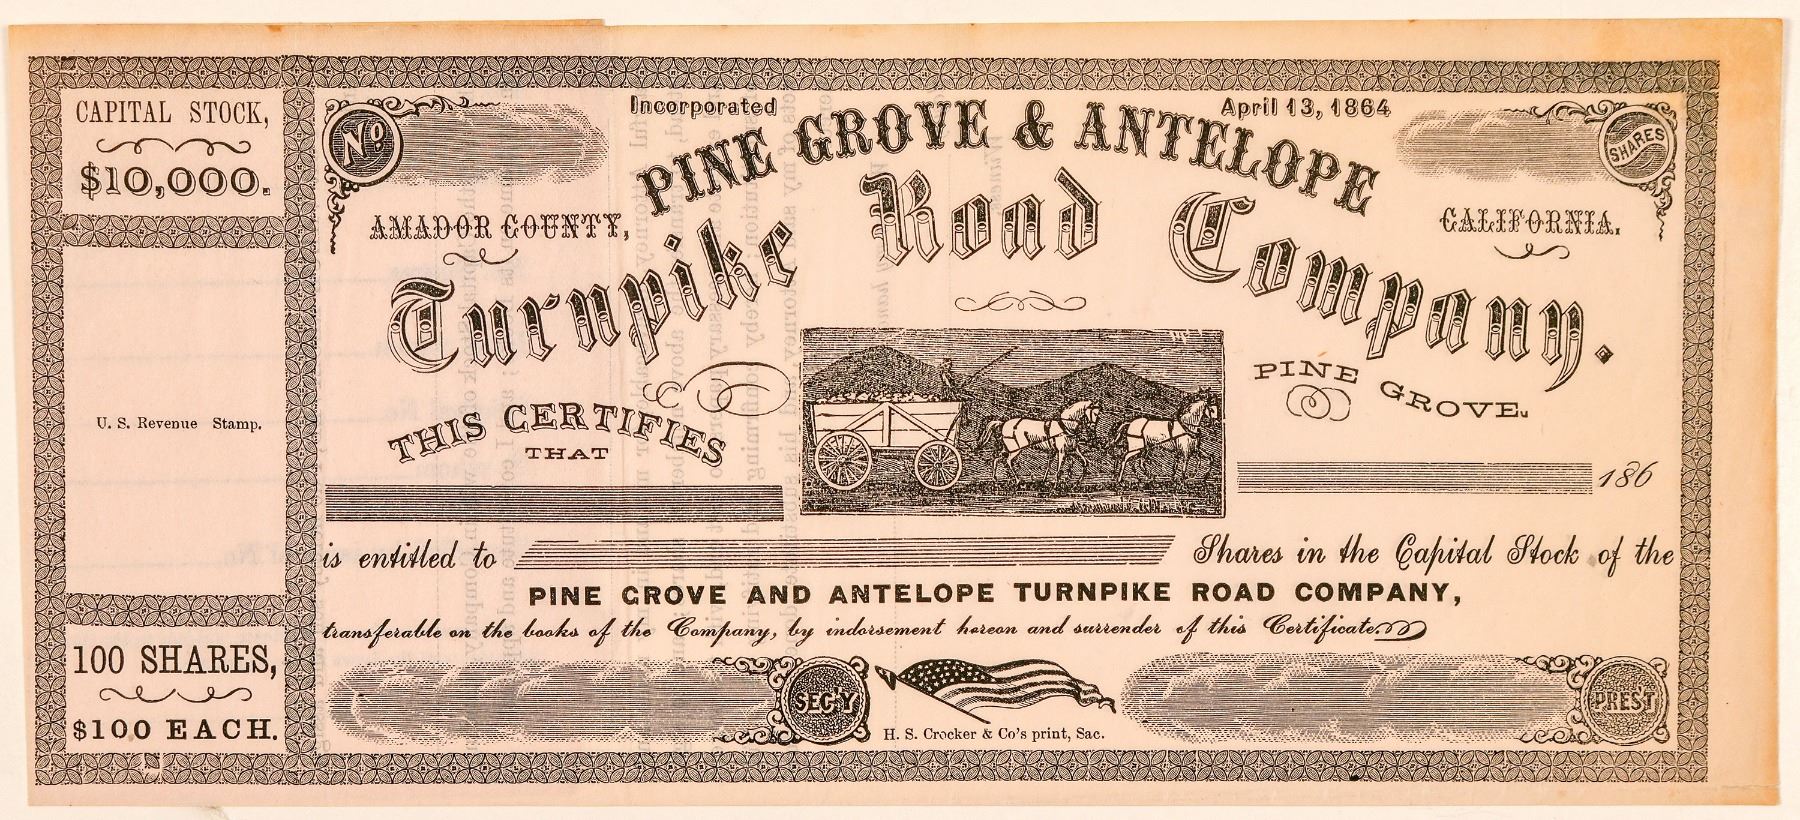 CAPITAL STOCK,
$10,000.
U. S. Revenue Stamp.
100 SHARES,
$100 EACH.
No.
Incorporated April 13, 1864
SHARES
PINE GROVE & ANTELOPE
AMADOR COUNTY, CALIFORNIA.
Turnpike Road Company.
PINE GROVE.
THIS CERTIFIES
THAT
186
is entitled to Shares in the Capital Stock of the
PINE GROVE AND ANTELOPE TURNPIKE ROAD COMPANY,
transferable on the books of the Company, by indorsement hereon and surrender of this Certificate.
SEC'Y PRES'T
H. S. Crocker & Co's print, Sac.